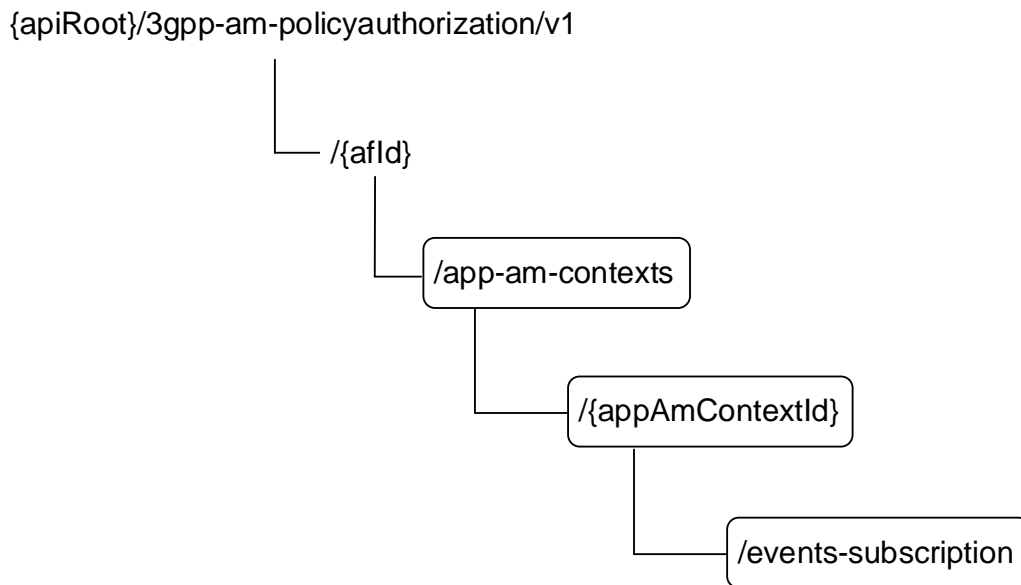 {apiRoot}/3gpp-am-policyauthorization/v1
/{afId}
/app-am-contexts
/{appAmContextId}
/events-subscription